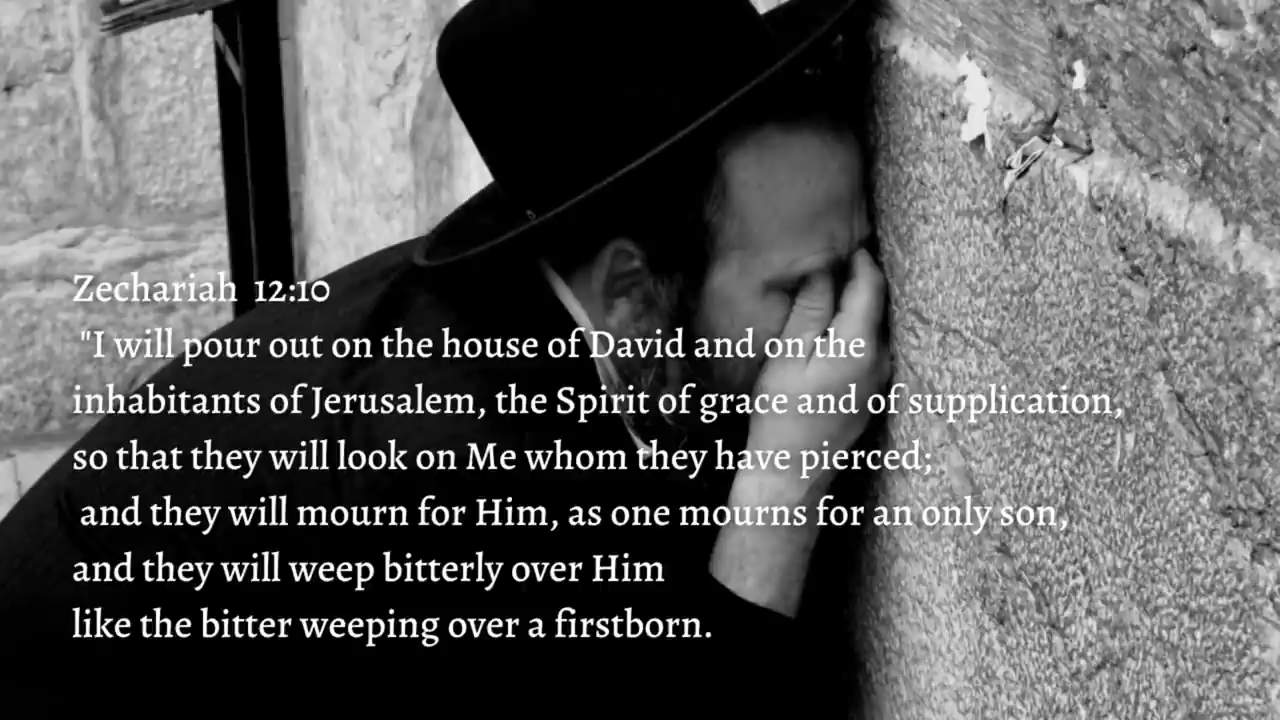 Zechariah 12:10
"I will pour out on the house of David and on the
inhabitants of Jerusalem, the Spirit of grace and of supplication,
so that they will look on Me whom they have pierced;
and they will mourn for Him, as one mourns for an only son,
and they will weep bitterly over Him
like the bitter weeping over a firstborn.